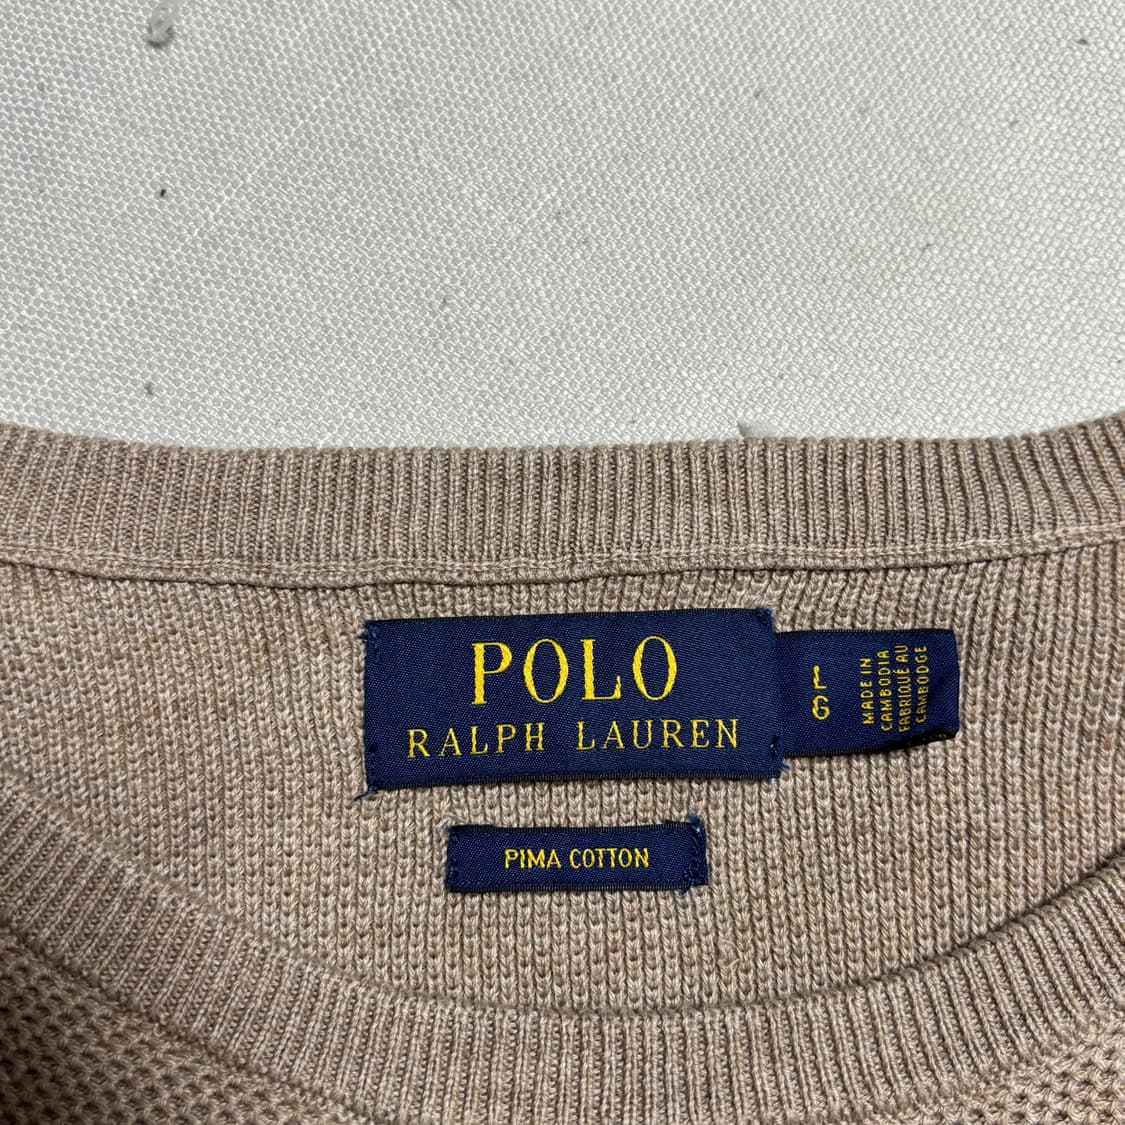 POLO
RALPH LAUREN
L
G
MADE IN
CAMBODIA
FABRIQUÉ AU
CAMBODGE
PIMA COTTON